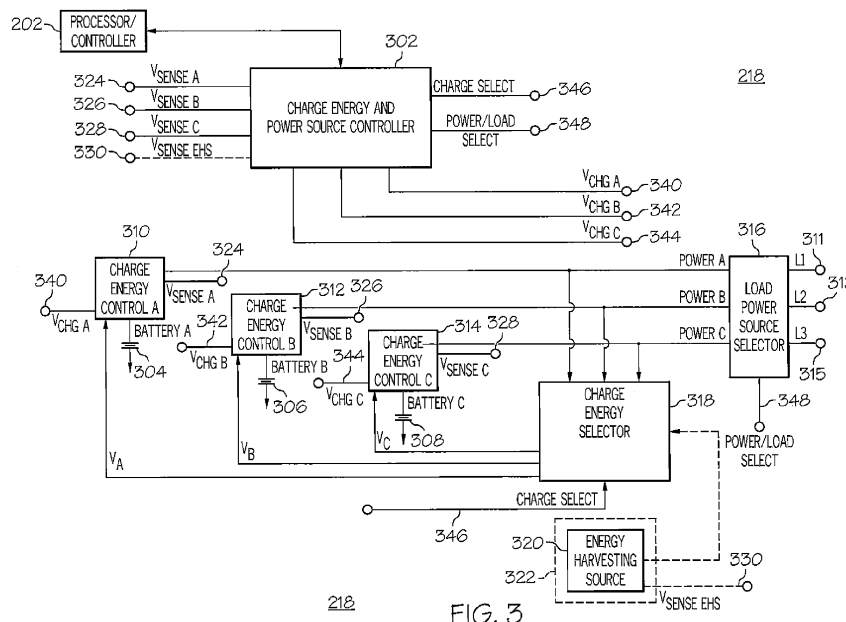 202
PROCESSOR/
CONTROLLER
302
218
324
VSENSE A
326
VSENSE B
328
VSENSE C
330
VSENSE EHS
CHARGE ENERGY AND
POWER SOURCE CONTROLLER
CHARGE SELECT
346
POWER/LOAD
SELECT
348
VCHG A
340
VCHG B
342
VCHG C
344
310
316
311
340
CHARGE
ENERGY
CONTROL A
324
POWER A
L1
VCHG A
VSENSE A
312
326
313
BATTERY A
342
CHARGE
ENERGY
CONTROL B
POWER B
LOAD
POWER
SOURCE
SELECTOR
L2
304
VCHG B
VSENSE B
314
328
BATTERY B
344
CHARGE
ENERGY
CONTROL C
POWER C
L3
315
306
VCHG C
VSENSE C
BATTERY C
308
CHARGE
ENERGY
SELECTOR
318
348
POWER/LOAD
SELECT
VA
VB
VC
CHARGE SELECT
346
320
322
ENERGY
HARVESTING
SOURCE
330
VSENSE EHS
218
FIG. 3